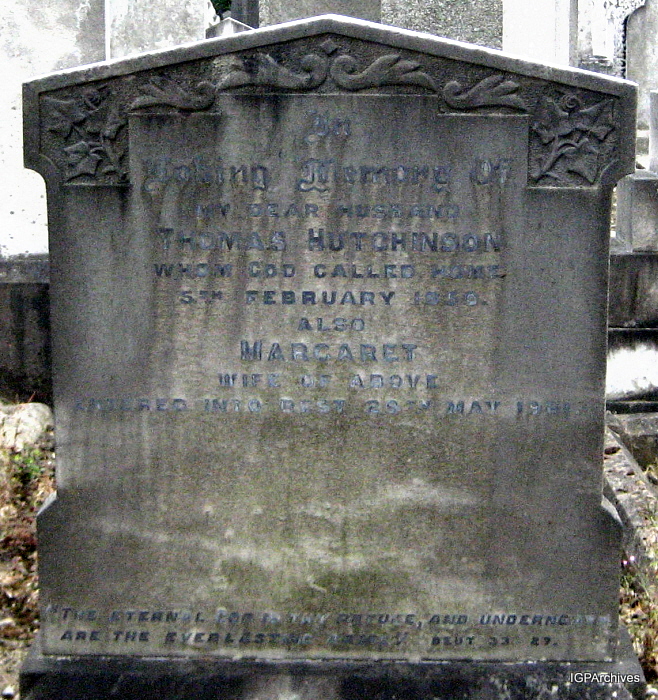 In
Loving Memory Of
MY DEAR HUSBAND
THOMAS HUTCHINSON
WHOM GOD CALLED HOME
5TH FEBRUARY
ALSO
MARGARET
WIFE OF ABOVE
ENTERED INTO REST MAY
"THE ETERNAL GOD IS THY REFUGE, AND UNDERNEATH
ARE THE EVERLASTING ARMS." DEUT. 33. 27.
IGPArchives